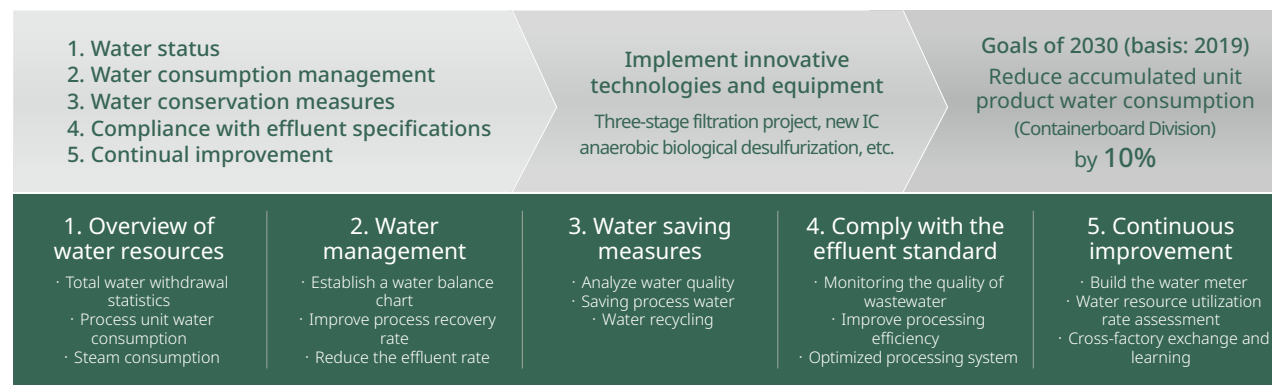 1. Water status
2. Water consumption management
3. Water conservation measures
4. Compliance with effluent specifications
5. Continual improvement
Implement innovative
technologies and equipment
Three-stage filtration project, new IC
anaerobic biological desulfurization, etc.
Goals of 2030 (basis: 2019)
Reduce accumulated unit
product water consumption
(Containerboard Division)
by 10%
1. Overview of
water resources
· Total water withdrawal
statistics
· Process unit water
consumption
· Steam consumption
2. Water
management
· Establish a water balance
chart
· Improve process recovery
rate
· Reduce the effluent rate
3. Water saving
measures
· Analyze water quality
· Saving process water
· Water recycling
4. Comply with the
effluent standard
· Monitoring the quality of
wastewater
· Improve processing
efficiency
· Optimized processing system
5. Continuous
improvement
· Build the water meter
· Water resource utilization
rate assessment
· Cross-factory exchange and
learning